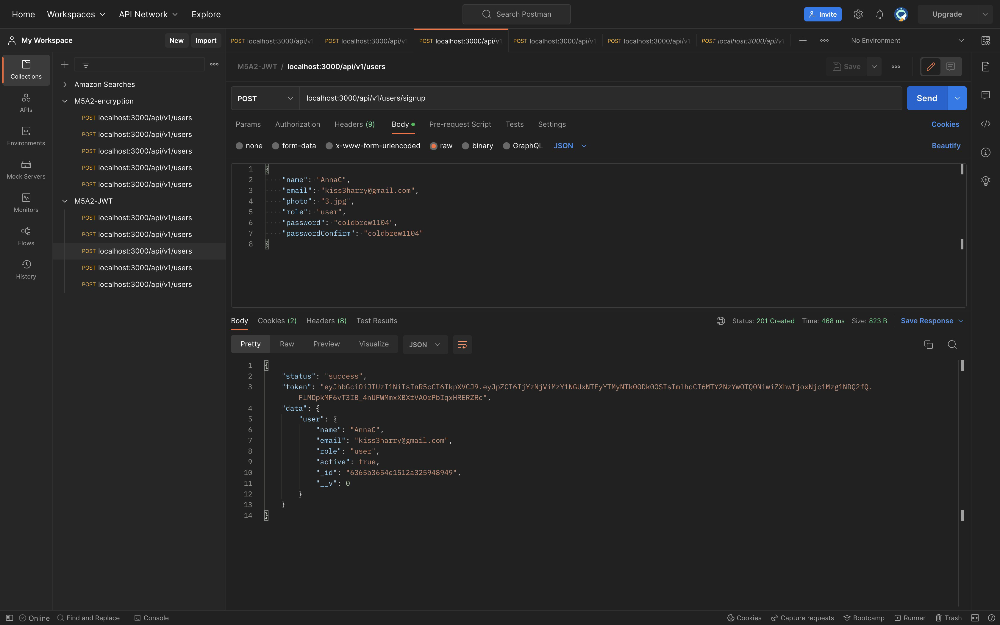 Home Workspaces API Network Explore Search Postman Invite Upgrade
My Workspace New Import
POST localhost:3000/api/v1 POST localhost:3000/api/v1 POST localhost:3000/api/v1 POST localhost:3000/api/v1 POST localhost:3000/api/v1 POST localhost:3000/api/v1 No Environment
Collections
APIs
Environments
Mock Servers
Monitors
Flows
History
Amazon Searches
M5A2-encryption
POST localhost:3000/api/v1/users
POST localhost:3000/api/v1/users
POST localhost:3000/api/v1/users
POST localhost:3000/api/v1/users
POST localhost:3000/api/v1/users
M5A2-JWT
POST localhost:3000/api/v1/users
POST localhost:3000/api/v1/users
POST localhost:3000/api/v1/users
POST localhost:3000/api/v1/users
POST localhost:3000/api/v1/users
M5A2-JWT / localhost:3000/api/v1/users Save
POST localhost:3000/api/v1/users/signup Send
Params Authorization Headers (9) Body Pre-request Script Tests Settings Cookies
none form-data x-www-form-urlencoded raw binary GraphQL JSON Beautify
1 {
2 "name": "AnnaC",
3 "email": "kiss3harry@gmail.com",
4 "photo": "3.jpg",
5 "role": "user",
6 "password": "coldbrew1104",
7 "passwordConfirm": "coldbrew1104"
8 }
Body Cookies (2) Headers (8) Test Results Status: 201 Created Time: 468 ms Size: 823 B Save Response
Pretty Raw Preview Visualize JSON
1 {
2 "status": "success",
3 "token": "eyJhbGciOiJIUzI1NiIsInR5cCI6IkpXVCJ9.eyJpZCI6IjYzNjViMzY1NGUxNTEyYTMyNTk0ODk0OSIsImlhdCI6MTY2NzYwOTQ0NiwiZXhwIjoxNjc1Mzg1NDQ2fQ.
FlMDpkMF6vT3IB_4nUFWMmxXBXfVAOrPbIqxHRERZRc",
4 "data": {
5 "user": {
6 "name": "AnnaC",
7 "email": "kiss3harry@gmail.com",
8 "role": "user",
9 "active": true,
10 "_id": "6365b3654e1512a325948949",
11 "__v": 0
12 }
13 }
14 }
Online Find and Replace Console Cookies Capture requests Bootcamp Runner Trash